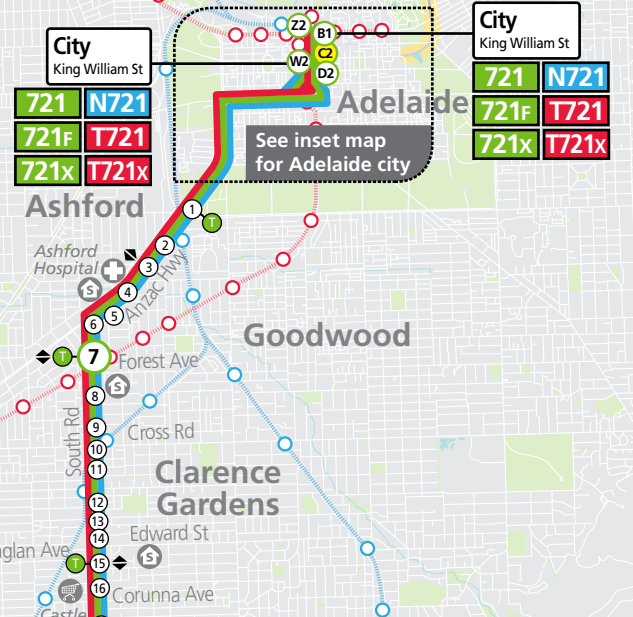 City
King William St
721 N721
721F T721
721X T721X
Z2
B1
C2
W2
D2
City
King William St
721 N721
721F T721
721X T721X
Adelaide
See inset map
for Adelaide city
Ashford
1
T
2
Ashford
Hospital
3
S
4
Anzac Hwy
5
6
Goodwood
T
7
Forest Ave
S
8
South Rd
9
Cross Rd
10
11
Clarence
Gardens
12
13
14
Edward St
S
glan Ave
T
15
16
Corunna Ave
Castle